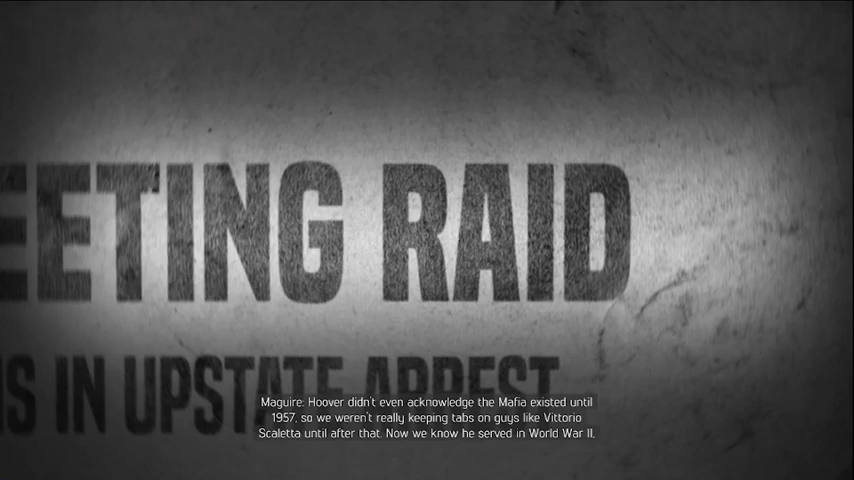 EETING RAID
IS IN UPSTATE ARREST
Maguire: Hoover didn't even acknowledge the Mafia existed until
1957, so we weren't really keeping tabs on guys like Vittorio
Scaletta until after that. Now we know he served in World War II.